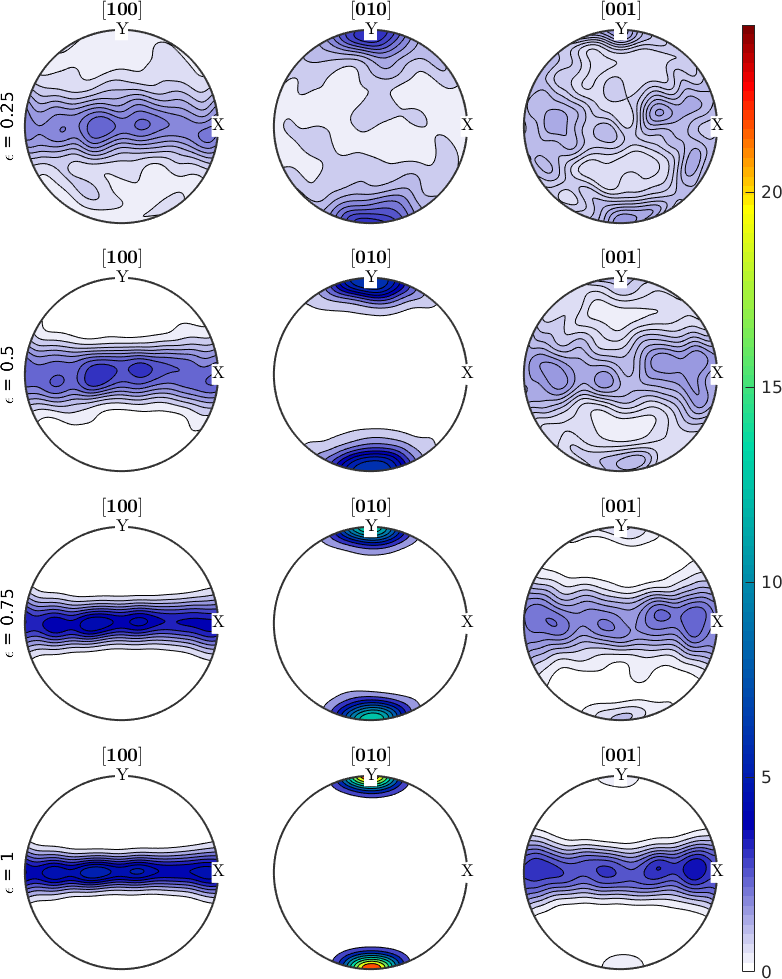 [100] [010] [001]
Y Y Y
ϵ = 0.25
X X X
20
[100] [010] [001]
Y Y Y
ϵ = 0.5
X X X
15
[100] [010] [001]
Y Y Y
10
ϵ = 0.75
X X X
[100] [010] [001]
Y Y Y
5
ϵ = 1
X X X
0